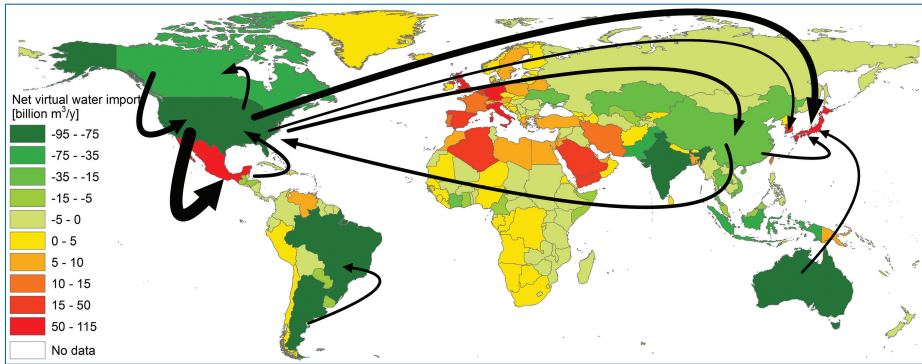 Net virtual water import
[billion m³/y]
-95 - -75
-75 - -35
-35 - -15
-15 - -5
-5 - 0
0 - 5
5 - 10
10 - 15
15 - 50
50 - 115
No data